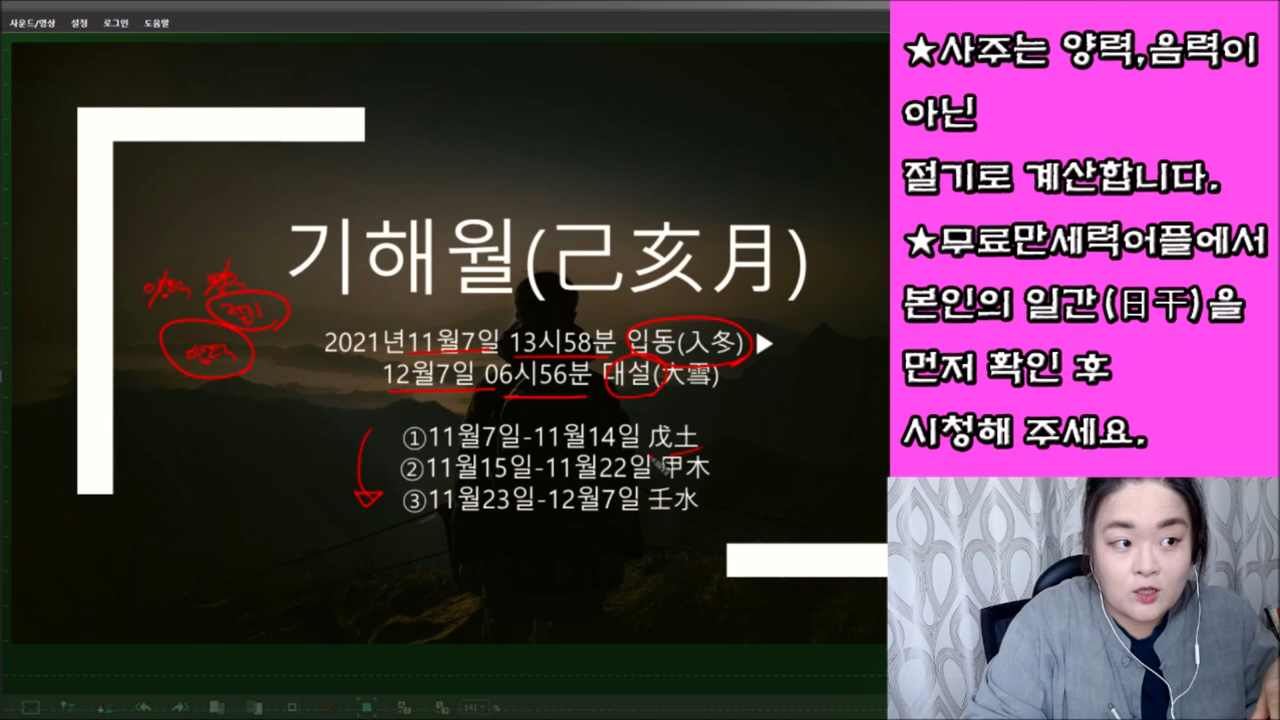 사운드/영상 설정 로그인 도움말
기해월(己亥月)
2021년11월7일 13시58분 입동(入冬)▶
12월7일 06시56분 대설(大雪)
절기
①11월7일-11월14일 戊土
②11월15일-11월22일 甲木
③11월23일-12월7일 壬水
★사주는 양력,음력이
아닌
절기로 계산합니다.
★무료만세력어플에서
본인의 일간(日干)을
먼저 확인 후
시청해 주세요.
141 %